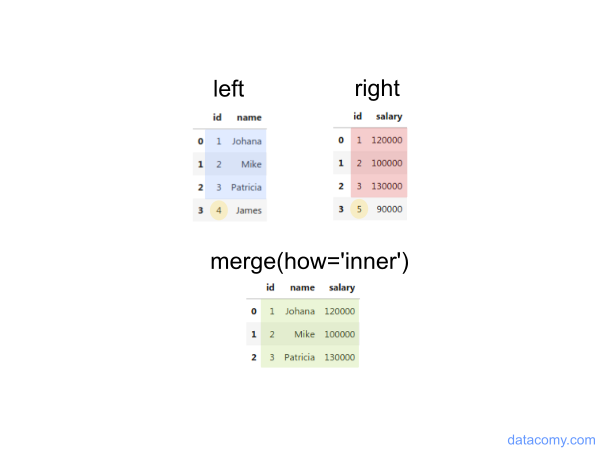 left right
id name id salary
0 1 Johana 0 1 120000
1 2 Mike 1 2 100000
2 3 Patricia 2 3 130000
3 4 James 3 5 90000
merge(how='inner')
id name salary
0 1 Johana 120000
1 2 Mike 100000
2 3 Patricia 130000
datacomy.com